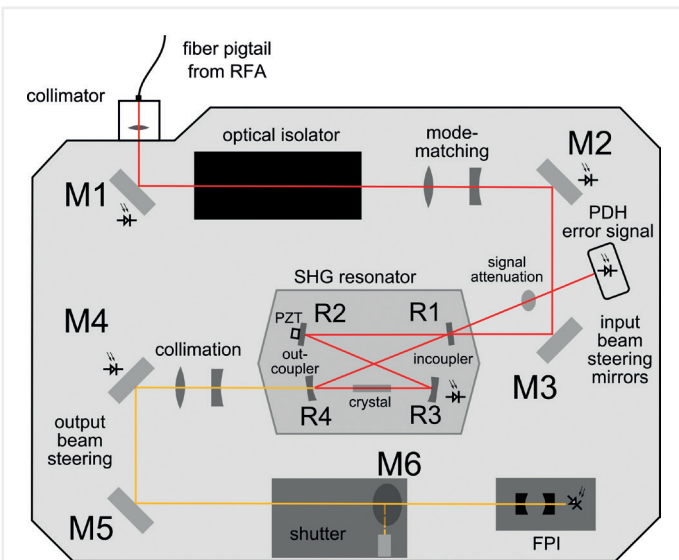 fiber pigtail
from RFA
collimator
optical isolator
mode-
matching
M2
M1
PDH
error signal
signal
attenuation
SHG resonator
PZT
R2
R1
M4
collimation
out-
coupler
incoupler
input
beam
steering
mirrors
crystal
R4
R3
M3
output
beam
steering
M6
M5
shutter
FPI